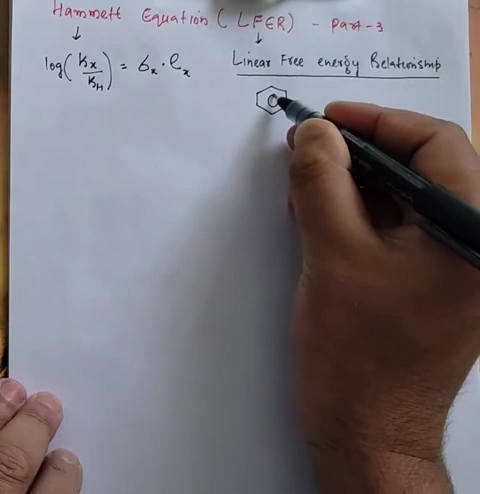 Hammett Equation (LFER) - Part-3
↓ ↓
log(kx/kH) = σx · ρx Linear Free energy Relationship